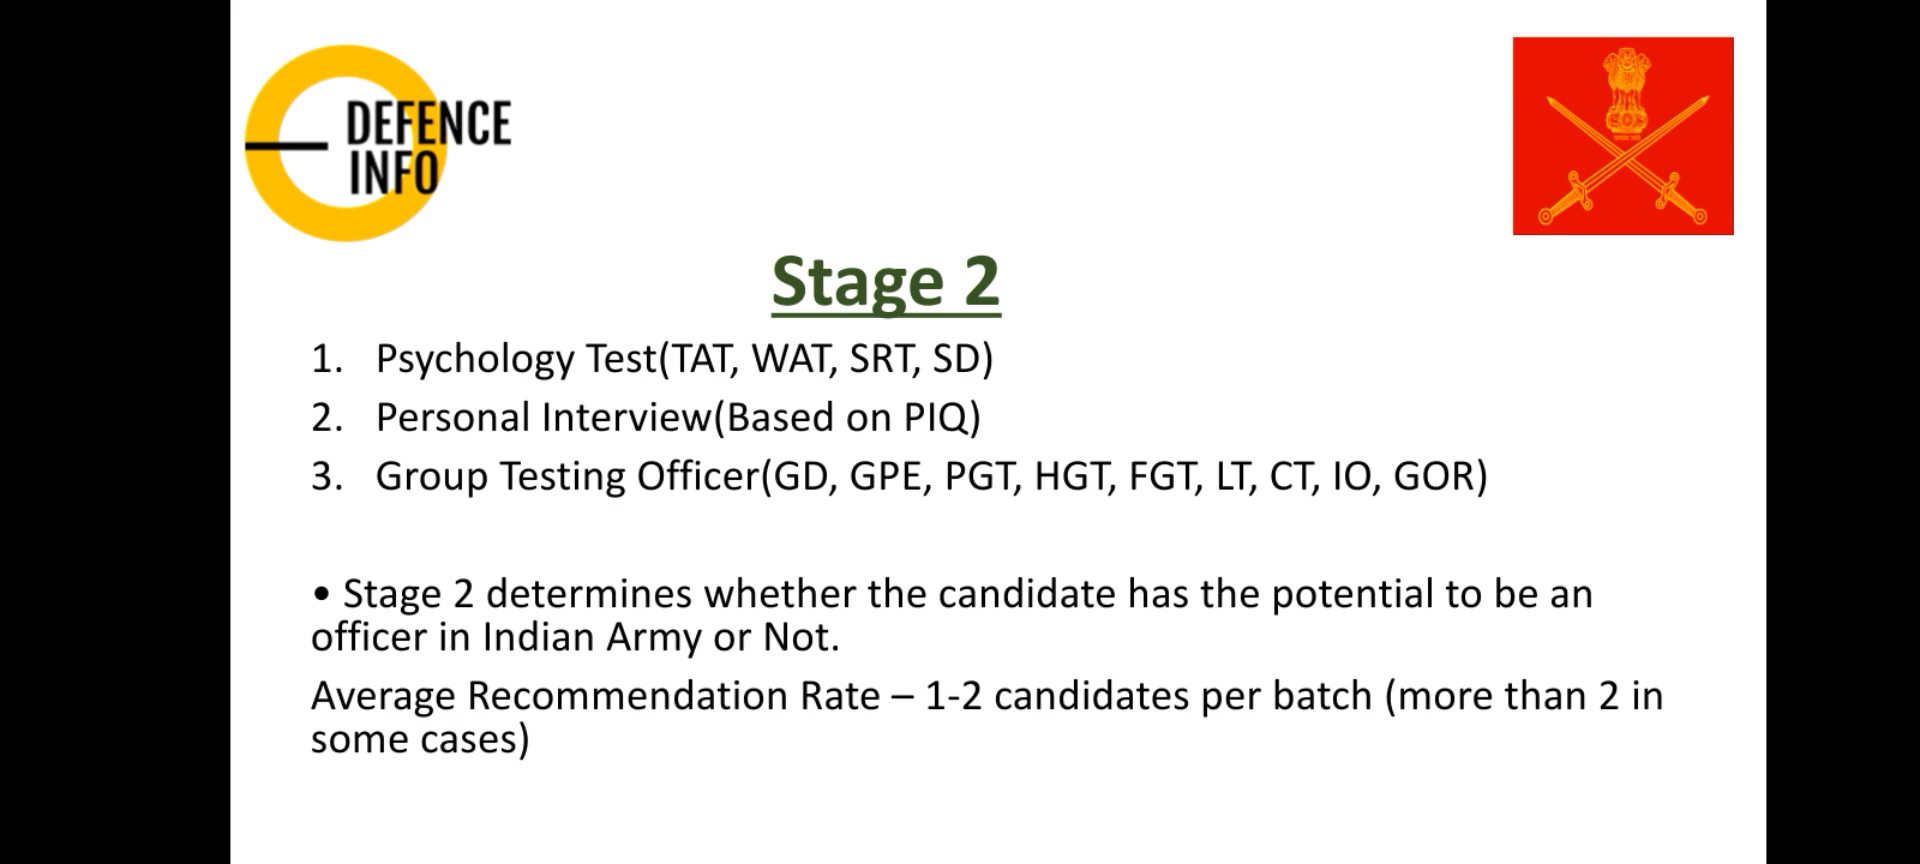 DEFENCE
INFO
Stage 2
1. Psychology Test(TAT, WAT, SRT, SD)
2. Personal Interview(Based on PIQ)
3. Group Testing Officer(GD, GPE, PGT, HGT, FGT, LT, CT, IO, GOR)
• Stage 2 determines whether the candidate has the potential to be an
officer in Indian Army or Not.
Average Recommendation Rate – 1-2 candidates per batch (more than 2 in
some cases)